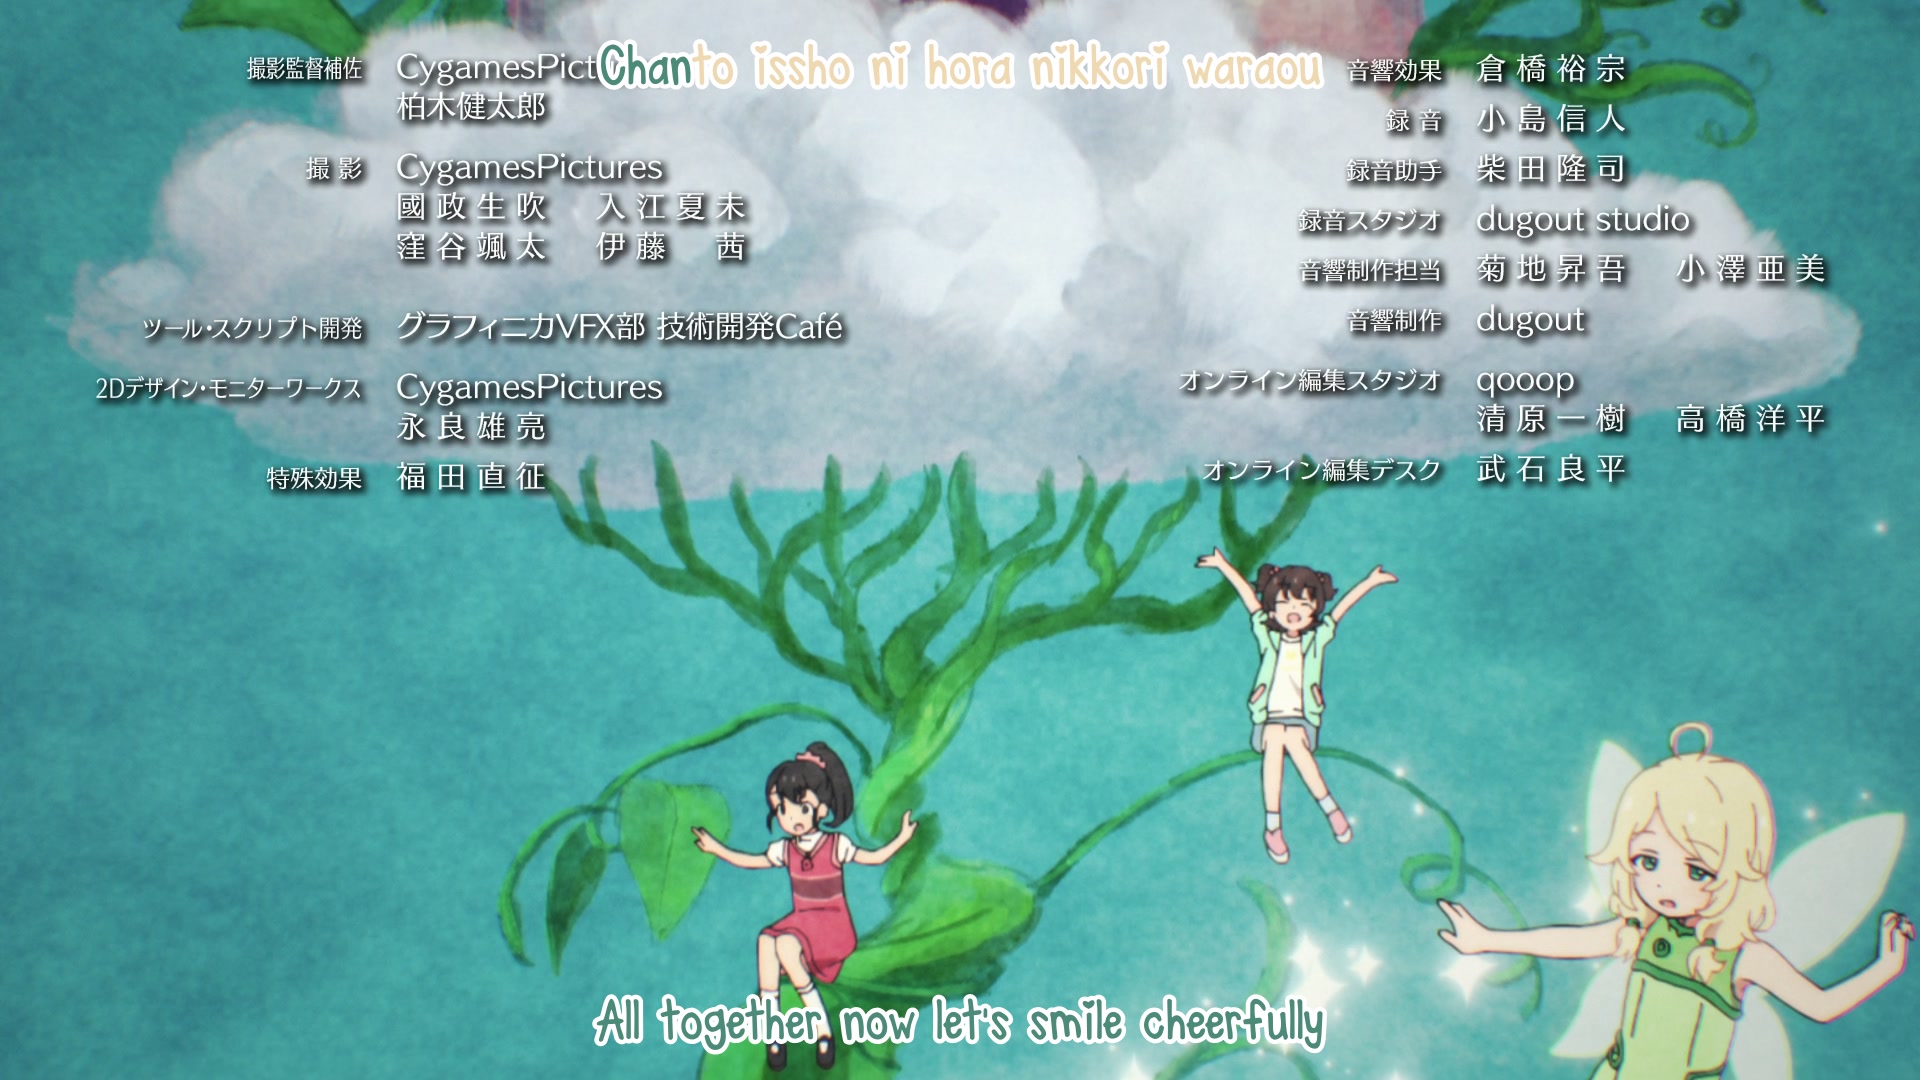 Chanto issho ni hora nikkori waraou
撮影監督補佐 CygamesPict
柏木健太郎
撮影 CygamesPictures
國政生吹 入江夏未
窪谷颯太 伊藤 茜
ツール・スクリプト開発 グラフィニカVFX部 技術開発Café
2Dデザイン・モニターワークス CygamesPictures
永良雄亮
特殊効果 福田直征
音響効果 倉橋裕宗
録音 小島信人
録音助手 柴田隆司
録音スタジオ dugout studio
音響制作担当 菊地昇吾 小澤亜美
音響制作 dugout
オンライン編集スタジオ qooop
清原一樹 高橋洋平
オンライン編集デスク 武石良平
All together now let's smile cheerfully